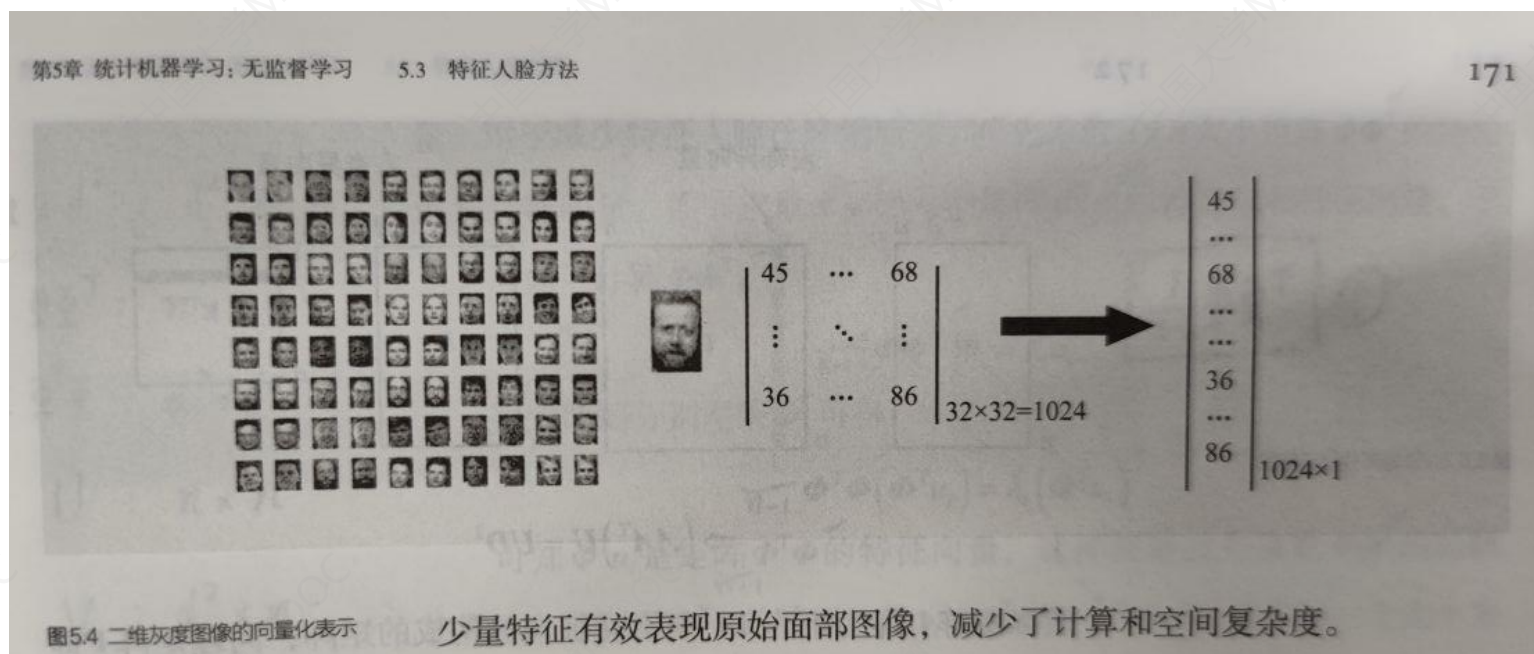 第5章 统计机器学习:无监督学习 5.3 特征人脸方法 171
45 ··· 68
⋮ ⋱ ⋮
36 ··· 86
32×32=1024
45
···
68
···
···
36
···
86
1024×1
图5.4 二维灰度图像的向量化表示
少量特征有效表现原始面部图像，减少了计算和空间复杂度。